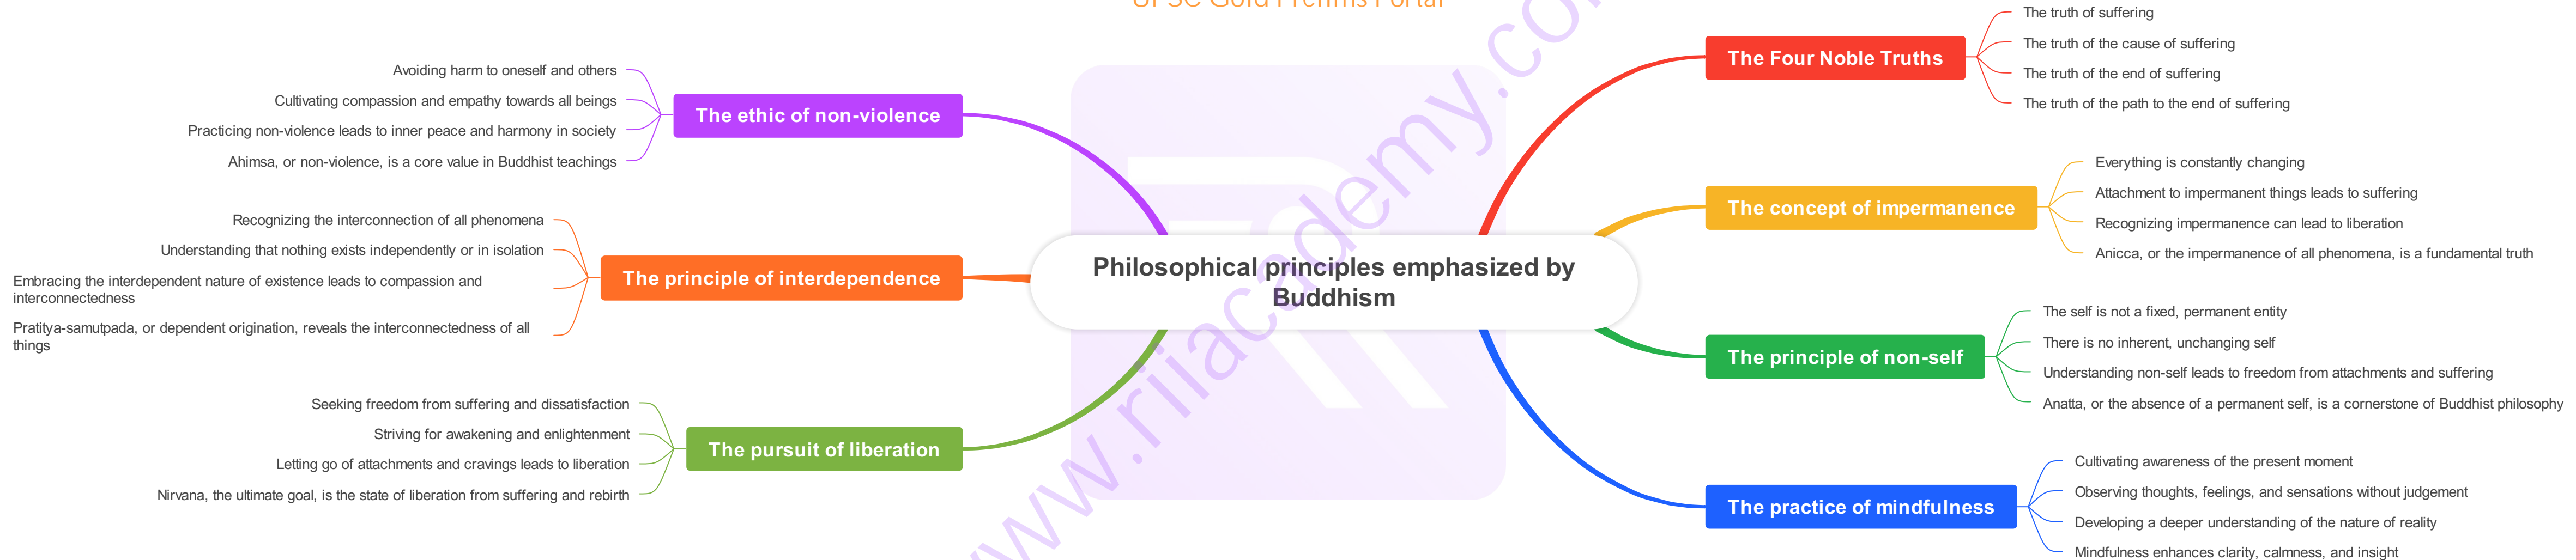 UPSC Gold Prelims Portal
Philosophical principles emphasized by
Buddhism
The Four Noble Truths
The truth of suffering
The truth of the cause of suffering
The truth of the end of suffering
The truth of the path to the end of suffering
The concept of impermanence
Everything is constantly changing
Attachment to impermanent things leads to suffering
Recognizing impermanence can lead to liberation
Anicca, or the impermanence of all phenomena, is a fundamental truth
The principle of non-self
The self is not a fixed, permanent entity
There is no inherent, unchanging self
Understanding non-self leads to freedom from attachments and suffering
Anatta, or the absence of a permanent self, is a cornerstone of Buddhist philosophy
The practice of mindfulness
Cultivating awareness of the present moment
Observing thoughts, feelings, and sensations without judgement
Developing a deeper understanding of the nature of reality
Mindfulness enhances clarity, calmness, and insight
The ethic of non-violence
Avoiding harm to oneself and others
Cultivating compassion and empathy towards all beings
Practicing non-violence leads to inner peace and harmony in society
Ahimsa, or non-violence, is a core value in Buddhist teachings
The principle of interdependence
Recognizing the interconnection of all phenomena
Understanding that nothing exists independently or in isolation
Embracing the interdependent nature of existence leads to compassion and
interconnectedness
Pratitya-samutpada, or dependent origination, reveals the interconnectedness of all
things
The pursuit of liberation
Seeking freedom from suffering and dissatisfaction
Striving for awakening and enlightenment
Letting go of attachments and cravings leads to liberation
Nirvana, the ultimate goal, is the state of liberation from suffering and rebirth